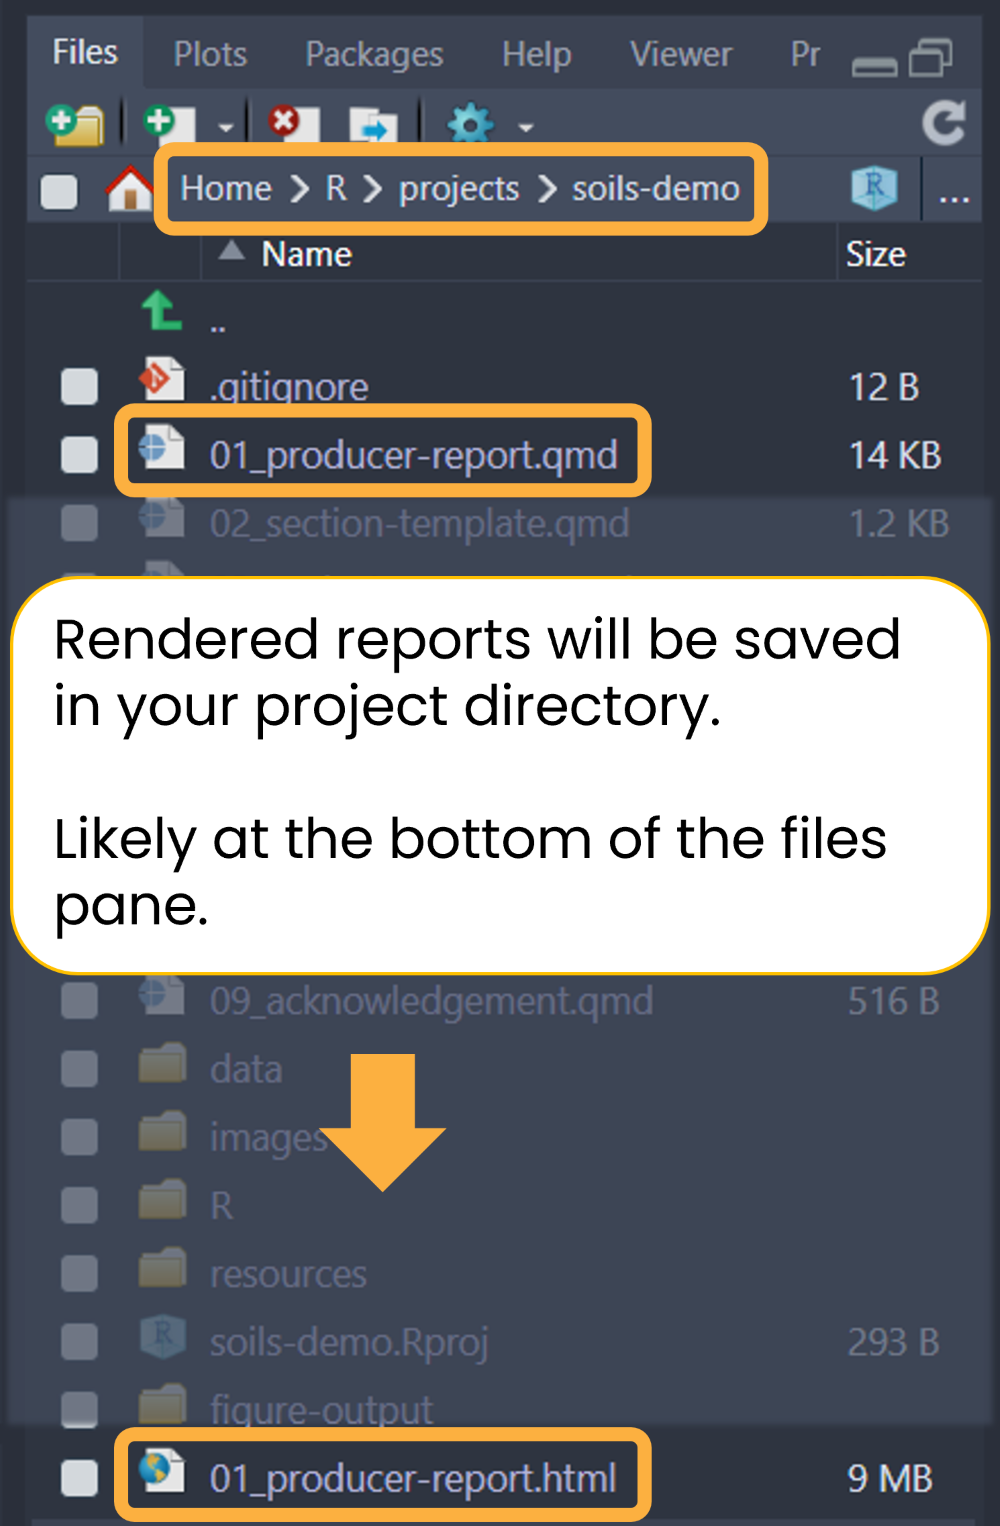 Files Plots Packages Help Viewer Pr
Home R projects soils-demo ...
Name Size
..
.gitignore 12 B
01_producer-report.qmd 14 KB
02_section-template.qmd 1.2 KB
Rendered reports will be saved
in your project directory.
Likely at the bottom of the files
pane.
09_acknowledgement.qmd 516 B
data
images
R
resources
soils-demo.Rproj 293 B
figure-output
01_producer-report.html 9 MB